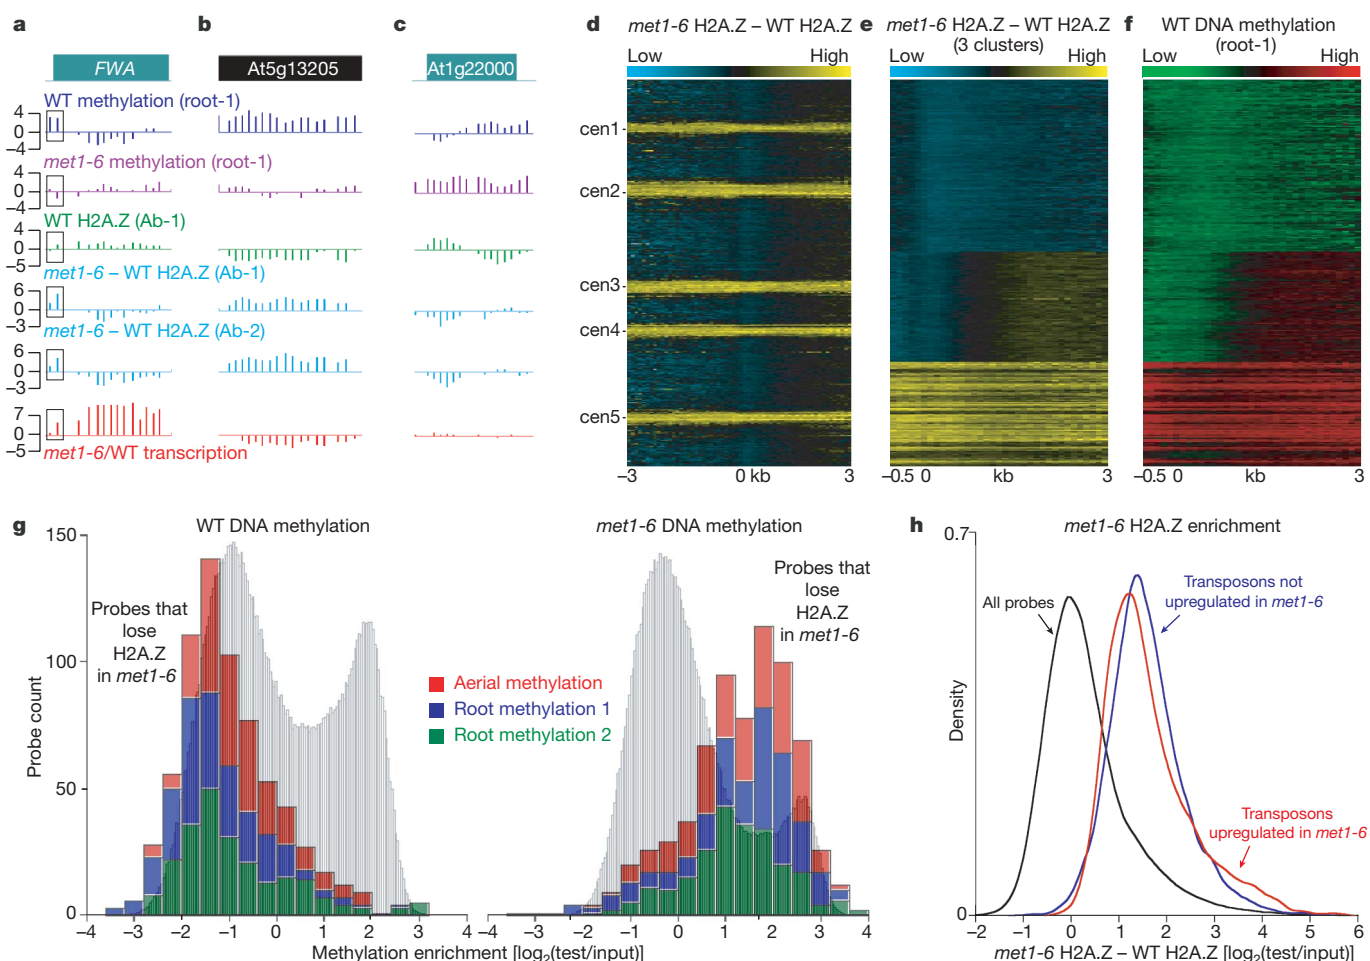 a
FWA
WT methylation (root-1)
4
0
−4
met1-6 methylation (root-1)
4
0
−4
WT H2A.Z (Ab-1)
4
0
−5
met1-6 – WT H2A.Z (Ab-1)
6
0
−3
met1-6 – WT H2A.Z (Ab-2)
6
0
−3
7
0
−5
met1-6/WT transcription
b
At5g13205
c
At1g22000
d
met1-6 H2A.Z – WT H2A.Z
Low High
cen1
cen2
cen3
cen4
cen5
−3 0 kb 3
e
met1-6 H2A.Z – WT H2A.Z
(3 clusters)
Low High
−0.5 0 kb 3
f
WT DNA methylation
(root-1)
Low High
−0.5 0 kb 3
g
WT DNA methylation
met1-6 DNA methylation
150
100
50
0
Probe count
Probes that
lose
H2A.Z
in met1-6
Probes that
lose
H2A.Z
in met1-6
Aerial methylation
Root methylation 1
Root methylation 2
−4 −3 −2 −1 0 1 2 3 4
−3 −2 −1 0 1 2 3 4
Methylation enrichment [log2(test/input)]
h
met1-6 H2A.Z enrichment
0.7
0
Density
All probes
Transposons not
upregulated in met1-6
Transposons
upregulated in met1-6
−2 −1 0 1 2 3 4 5 6
met1-6 H2A.Z – WT H2A.Z [log2(test/input)]